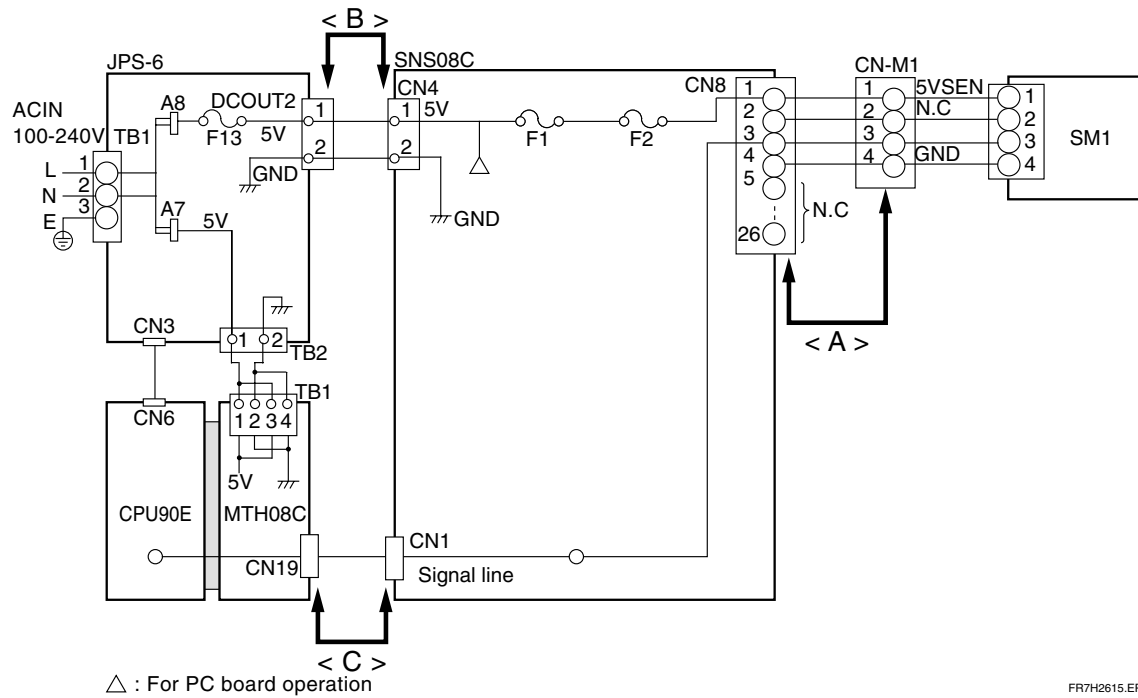 < B >
JPS-6
SNS08C
CN-M1
ACIN
100-240V
TB1
A8
F13
DCOUT2
5V
1
2
GND
CN4
1
5V
2
GND
F1
F2
CN8
1
2
3
4
5
26
N.C
1
2
3
4
5VSEN
N.C
GND
1
2
3
4
SM1
L
N
E
1
2
3
A7
5V
< A >
CN3
1
2
TB2
CN6
TB1
1 2 3 4
5V
CPU90E
MTH08C
CN19
CN1
Signal line
< C >
△ : For PC board operation